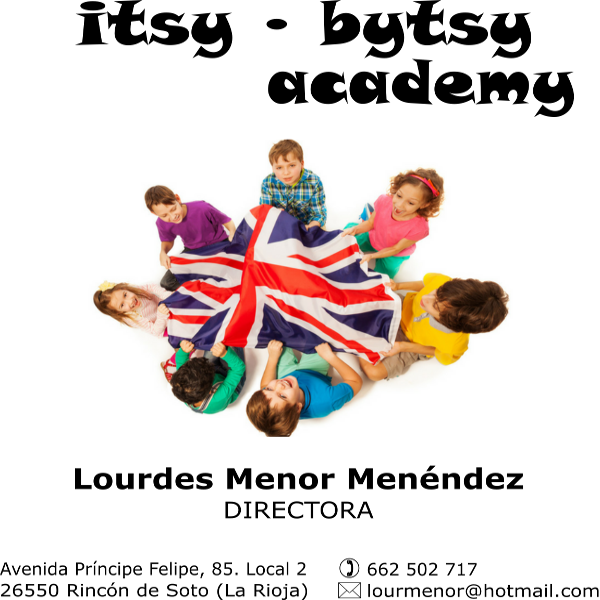 itsy - bytsy
academy
Lourdes Menor Menéndez
DIRECTORA
Avenida Príncipe Felipe, 85. Local 2
26550 Rincón de Soto (La Rioja)
662 502 717
lourmenor@hotmail.com